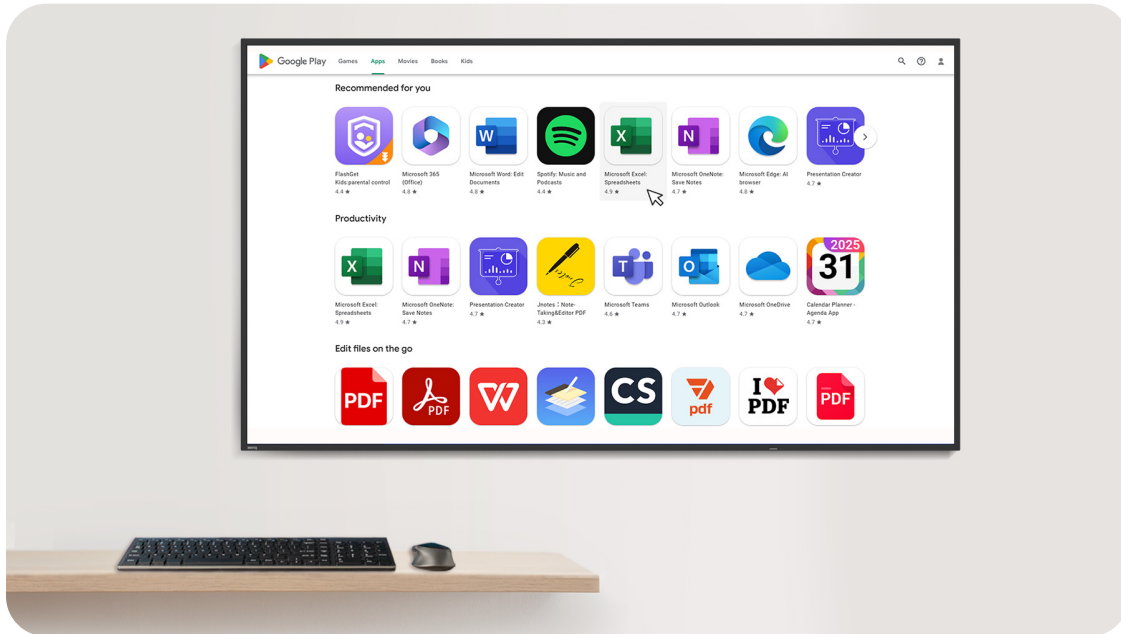 Google Play Games Apps Movies Books Kids
Recommended for you
W
X
N
FlashGet
Kids:parental control
4.4 ★
Microsoft 365
(Office)
4.8 ★
Microsoft Word: Edit
Documents
4.8 ★
Spotify: Music and
Podcasts
4.4 ★
Microsoft Excel:
Spreadsheets
4.9 ★
Microsoft OneNote:
Save Notes
4.7 ★
Microsoft Edge: AI
browser
4.8 ★
Presentation Creator
4.7 ★
Productivity
X
N
Jnotes
T
O
2025
31
Microsoft Excel:
Spreadsheets
4.9 ★
Microsoft OneNote:
Save Notes
4.7 ★
Presentation Creator
4.7 ★
Jnotes：Note-
Taking&Editor PDF
4.3 ★
Microsoft Teams
4.6 ★
Microsoft Outlook
4.7 ★
Microsoft OneDrive
4.7 ★
Calendar Planner -
Agenda App
4.7 ★
Edit files on the go
PDF
PDF
W
CS
pdf
I
PDF
PDF